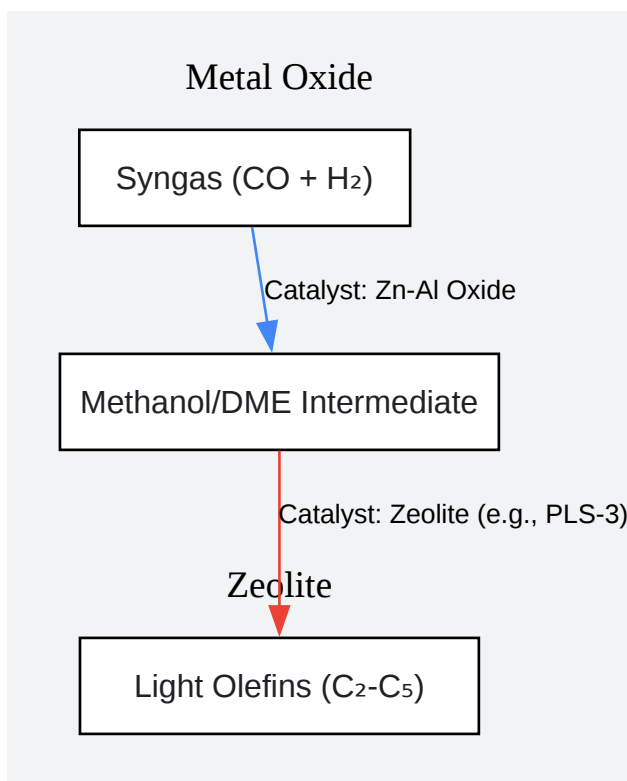 Metal Oxide
Syngas (CO + H₂)
Catalyst: Zn-Al Oxide
Methanol/DME Intermediate
Catalyst: Zeolite (e.g., PLS-3)
Zeolite
Light Olefins (C₂-C₅)